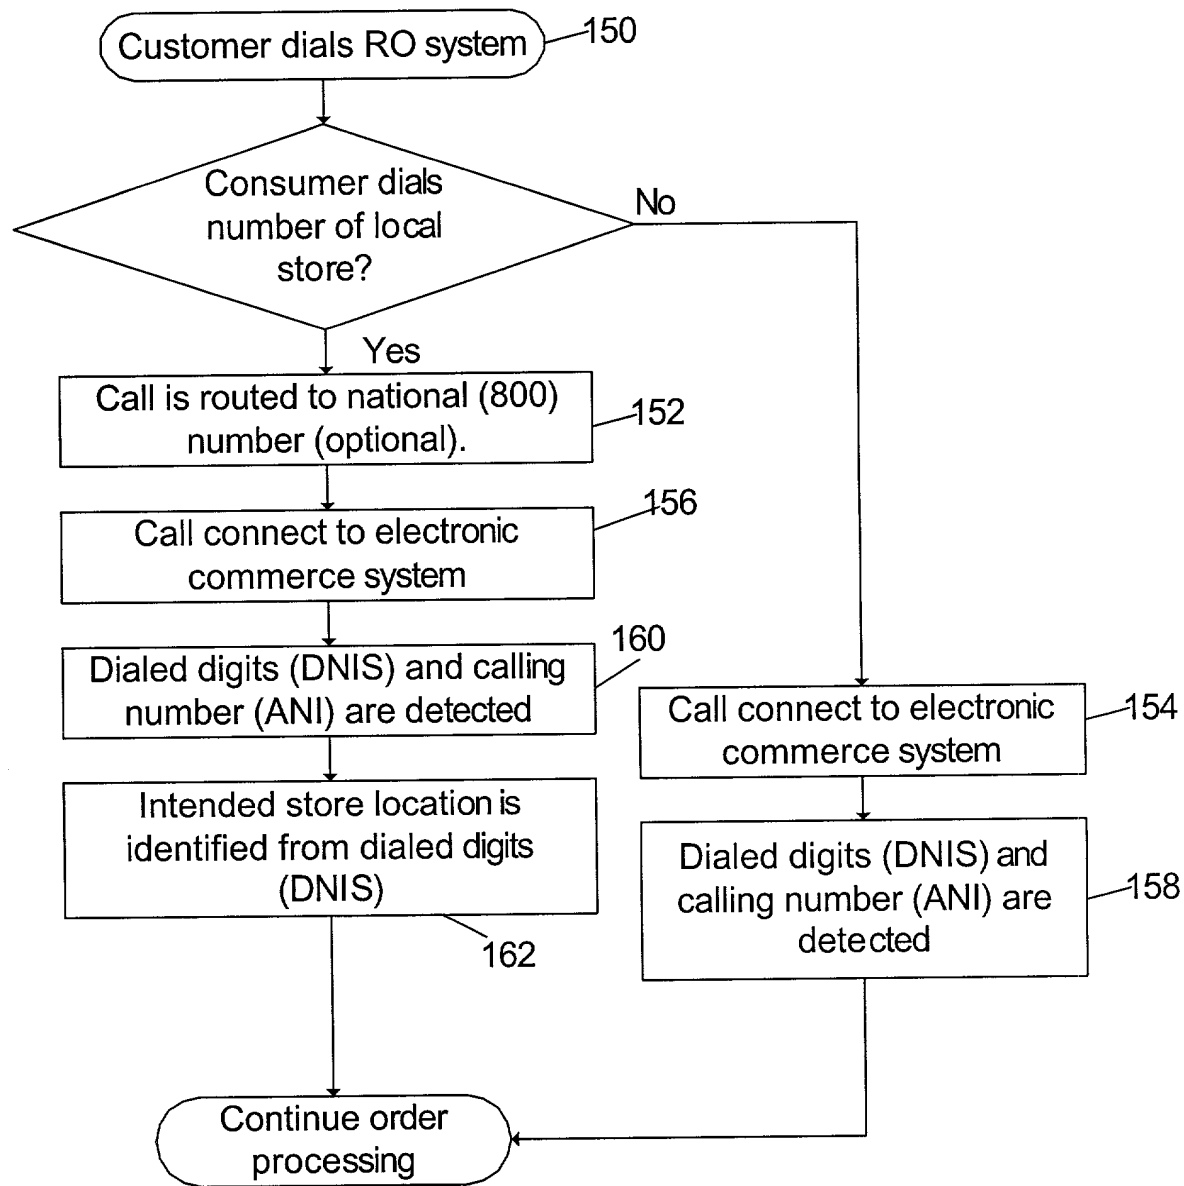 Customer dials RO system
150
Consumer dials
number of local
store?
No
Yes
Call is routed to national (800)
number (optional).
152
Call connect to electronic
commerce system
156
Dialed digits (DNIS) and calling
number (ANI) are detected
160
Call connect to electronic
commerce system
154
Intended store location is
identified from dialed digits
(DNIS)
162
Dialed digits (DNIS) and
calling number (ANI) are
detected
158
Continue order
processing